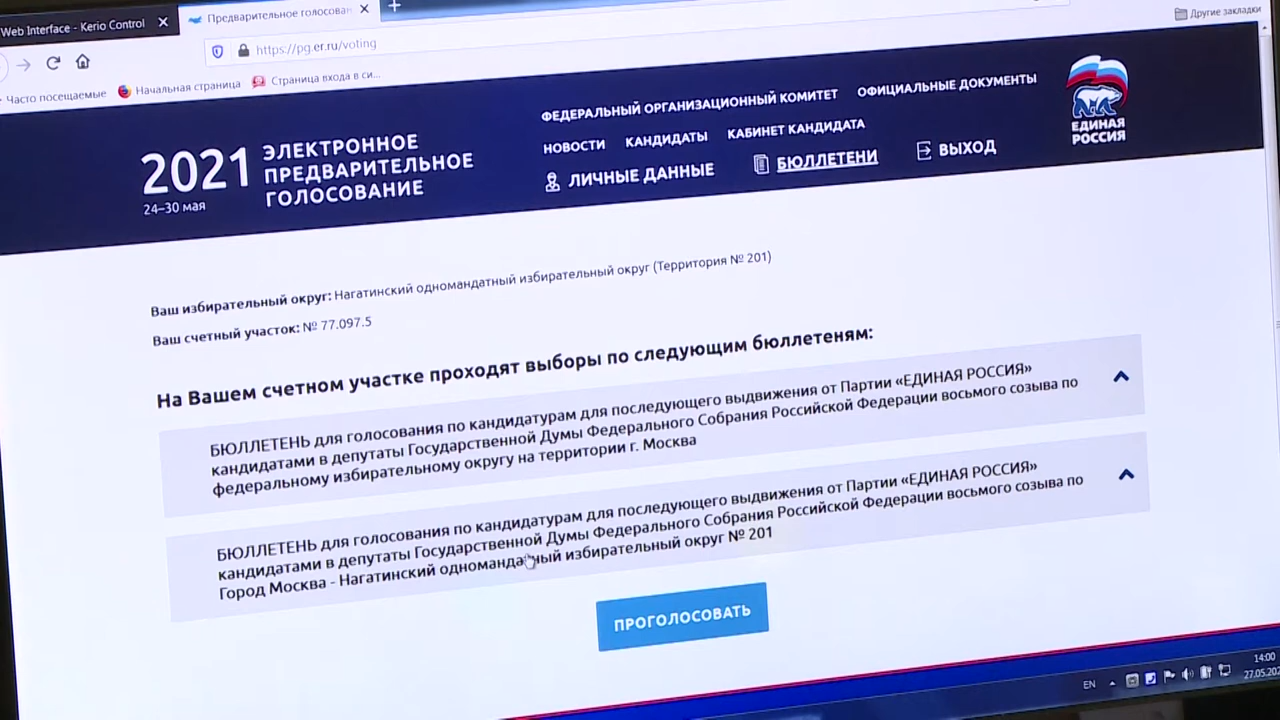 Web Interface - Kerio Control
Предварительное голосован
https://pg.er.ru/voting
Другие закладки
Часто посещаемые
Начальная страница
Страница входа в си...
2021
24–30 мая
ЭЛЕКТРОННОЕ
ПРЕДВАРИТЕЛЬНОЕ
ГОЛОСОВАНИЕ
ФЕДЕРАЛЬНЫЙ ОРГАНИЗАЦИОННЫЙ КОМИТЕТ
ОФИЦИАЛЬНЫЕ ДОКУМЕНТЫ
НОВОСТИ
КАНДИДАТЫ
КАБИНЕТ КАНДИДАТА
ЛИЧНЫЕ ДАННЫЕ
БЮЛЛЕТЕНИ
ВЫХОД
ЕДИНАЯ
РОССИЯ
Ваш избирательный округ: Нагатинский одномандатный избирательный округ (Территория № 201)
Ваш счетный участок: № 77.097.5
На Вашем счетном участке проходят выборы по следующим бюллетеням:
БЮЛЛЕТЕНЬ для голосования по кандидатурам для последующего выдвижения от Партии «ЕДИНАЯ РОССИЯ»
кандидатами в депутаты Государственной Думы Федерального Собрания Российской Федерации восьмого созыва по
федеральному избирательному округу на территории г. Москва
БЮЛЛЕТЕНЬ для голосования по кандидатурам для последующего выдвижения от Партии «ЕДИНАЯ РОССИЯ»
кандидатами в депутаты Государственной Думы Федерального Собрания Российской Федерации восьмого созыва по
Город Москва - Нагатинский одномандатный избирательный округ № 201
ПРОГОЛОСОВАТЬ
EN
14:00
27.05.202